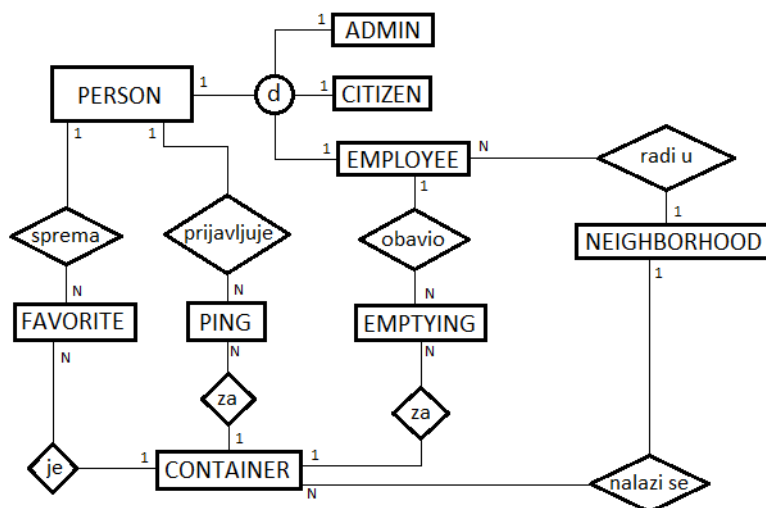 1 ADMIN
PERSON 1 d 1 CITIZEN
1 1
1 EMPLOYEE N radi u
1 1
sprema prijavljuje obavio NEIGHBORHOOD
1
N N N
FAVORITE PING EMPTYING
N N N
za za
1 1
je 1 CONTAINER
N nalazi se